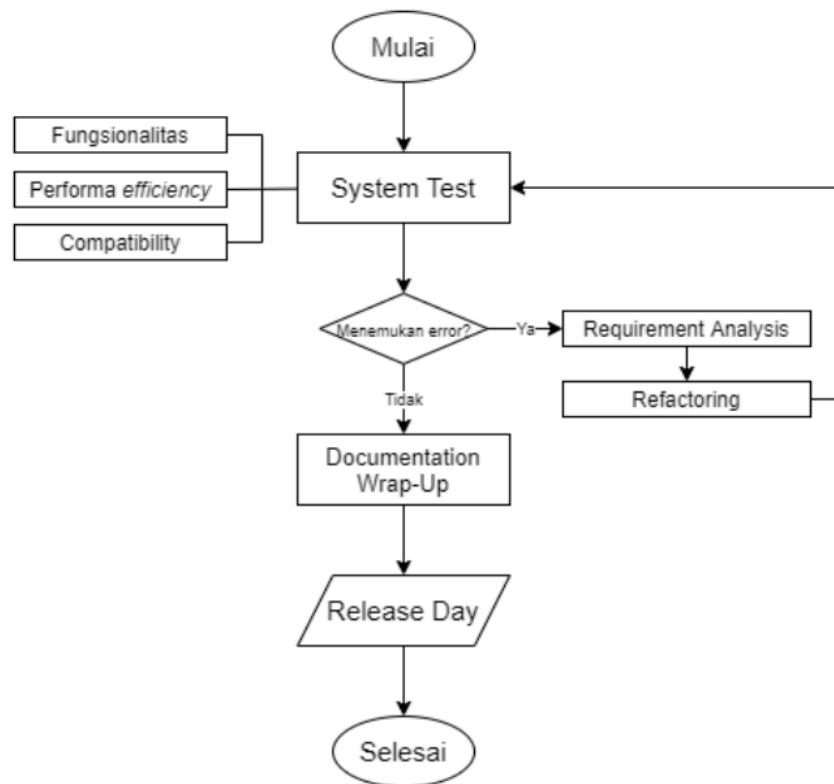 Mulai
Fungsionalitas
Performa efficiency
Compatibility
System Test
Menemukan error?
Ya
Requirement Analysis
Refactoring
Tidak
Documentation
Wrap-Up
Release Day
Selesai